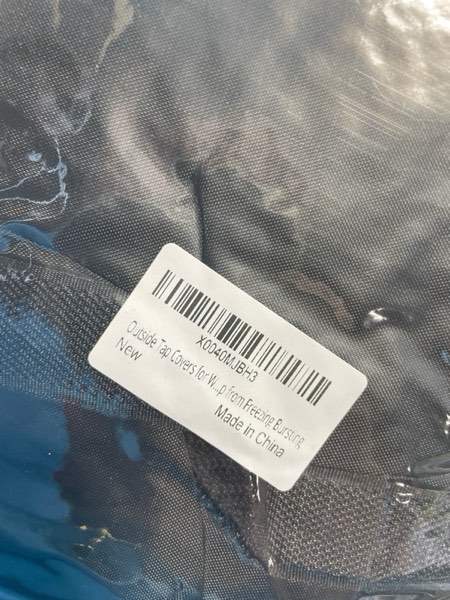 X0040MJBH3
Outside Tap Covers for W...p from Freezing Bursting
New
Made in China